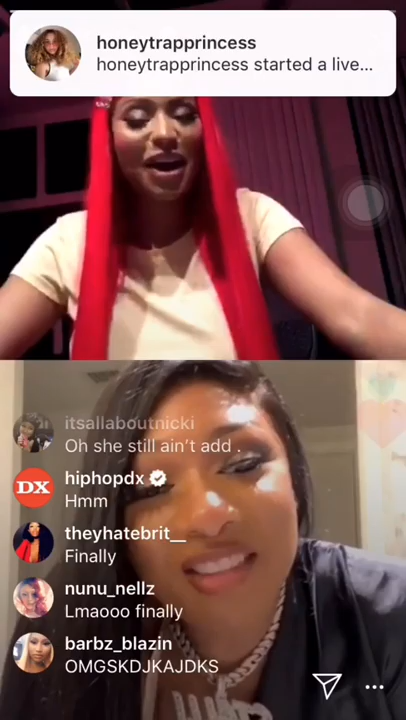 honeytrapprincess
honeytrapprincess started a live...
itsallaboutnicki
Oh she still ain't add .
DX
hiphopdx
Hmm
theyhatebrit__
Finally
nunu_nellz
Lmaooo finally
barbz_blazin
OMGSKDJKAJDKS